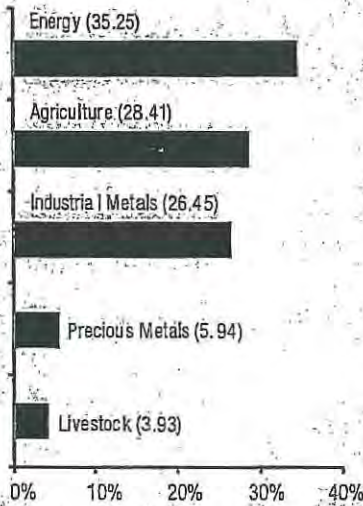 Energy (35.25)
Agriculture (28.41)
Industrial Metals (26.45)
Precious Metals (5.94)
Livestock (3.93)
0% 10% 20% 30% 40%